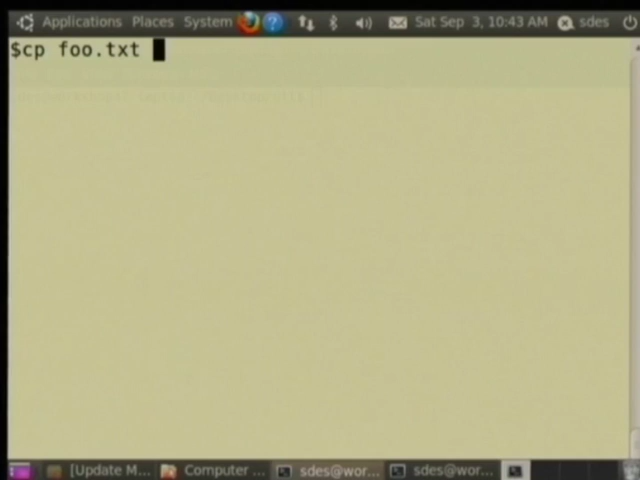 Applications Places System Sat Sep 3, 10:43 AM sdes
$cp foo.txt
[Update M... Computer ... sdes@wor... sdes@wor...